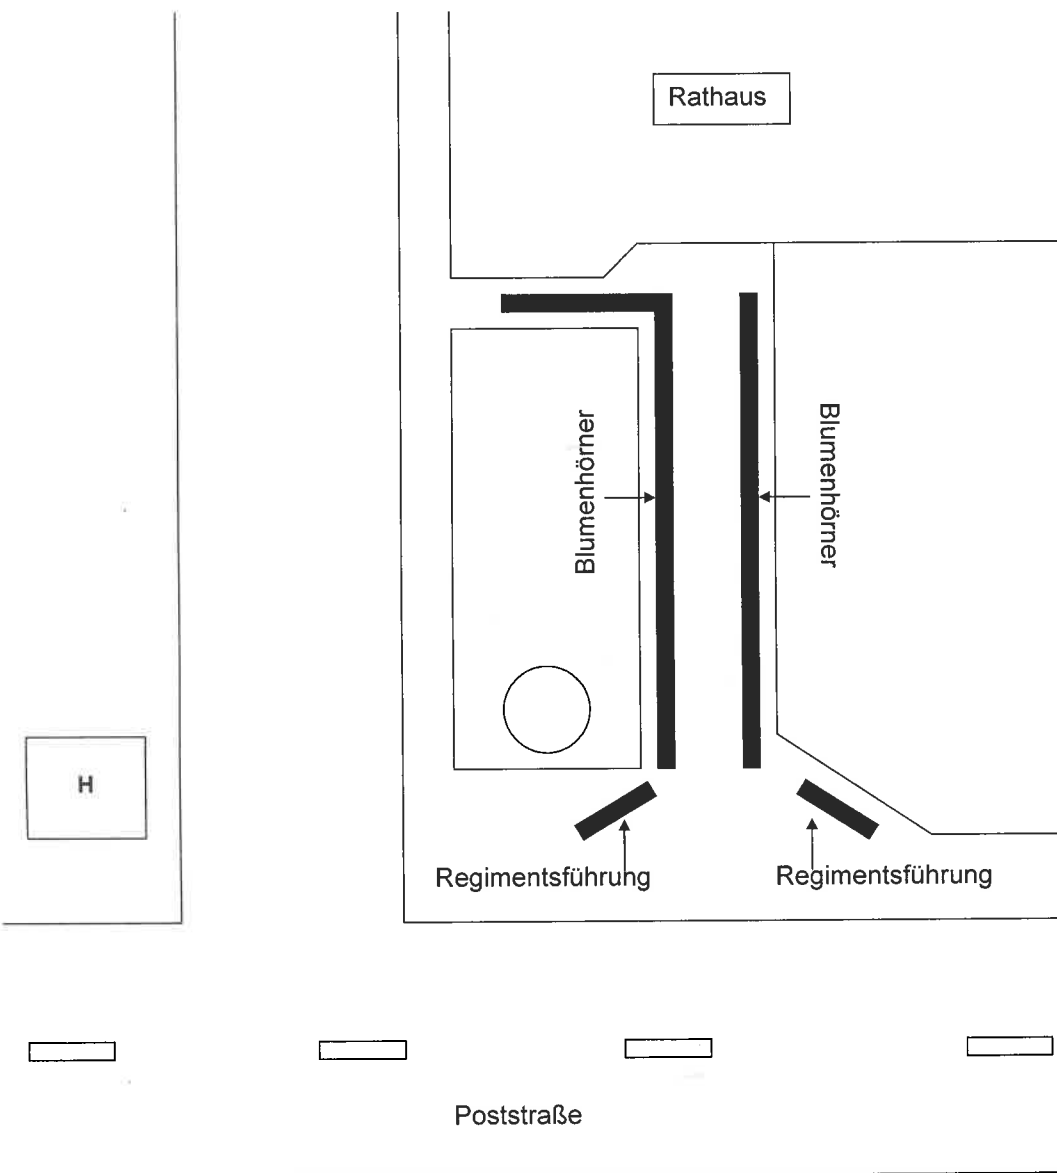 Rathaus
Blumenhörner
Blumenhörner
H
Regimentsführung
Regimentsführung
Poststraße